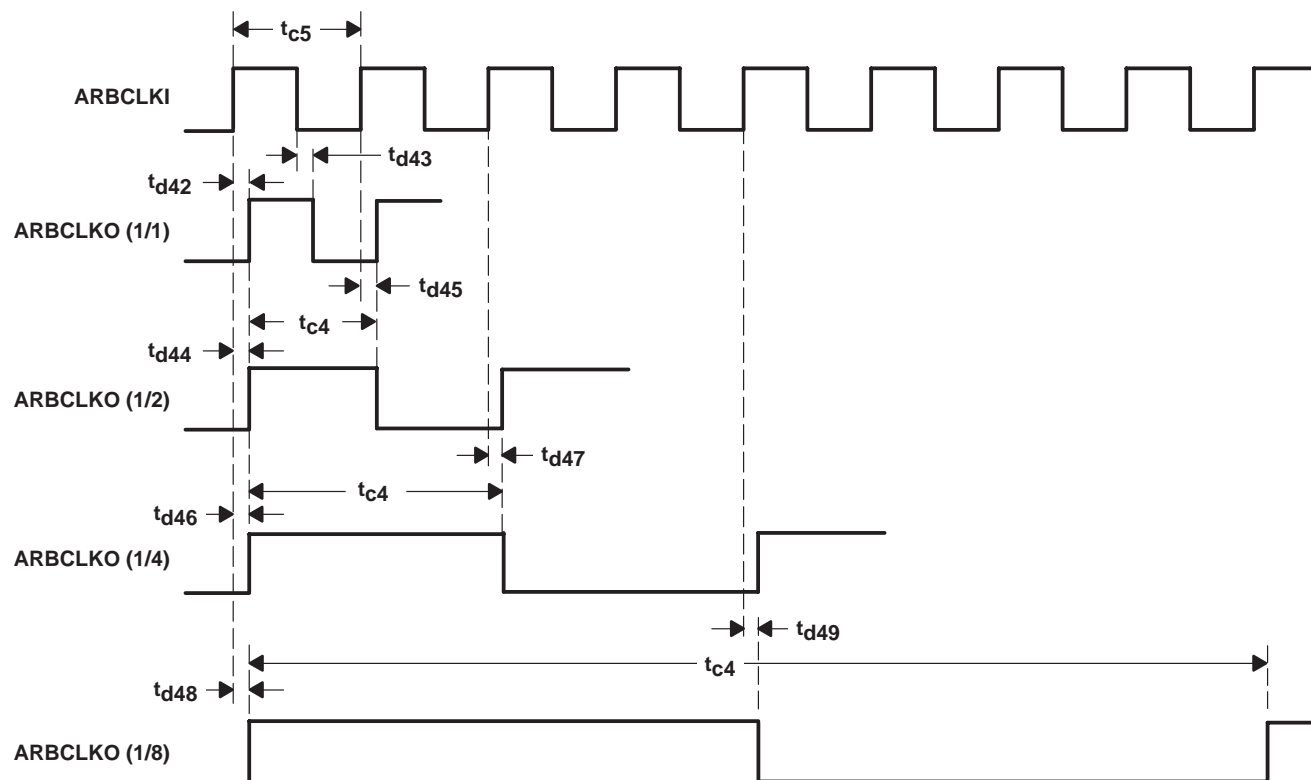 tc5
ARBCLKI
td43
td42
ARBCLKO (1/1)
td45
tc4
td44
ARBCLKO (1/2)
td47
tc4
td46
ARBCLKO (1/4)
td49
tc4
td48
ARBCLKO (1/8)